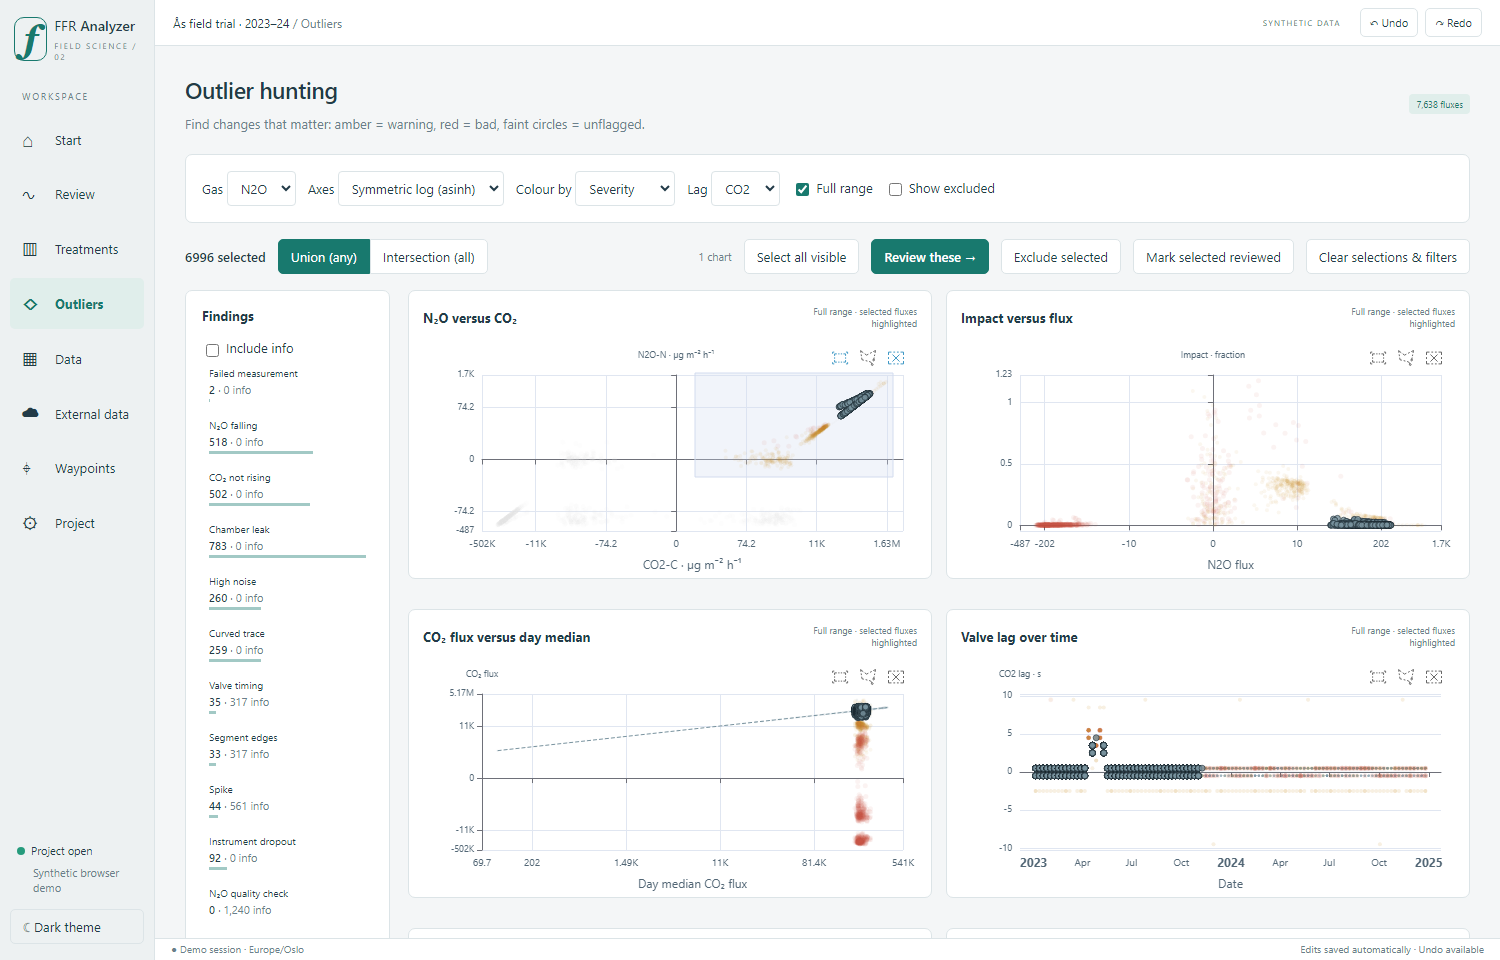 FFR Analyzer
FIELD SCIENCE / 02
WORKSPACE
Start
Review
Treatments
Outliers
Data
External data
Waypoints
Project
Project open
Synthetic browser demo
Dark theme
Ås field trial · 2023–24 / Outliers
SYNTHETIC DATA
Undo
Redo
Outlier hunting
Find changes that matter: amber = warning, red = bad, faint circles = unflagged.
7,638 fluxes
Gas N2O Axes Symmetric log (asinh) Colour by Severity Lag CO2 Full range Show excluded
6996 selected Union (any) Intersection (all) 1 chart Select all visible Review these → Exclude selected Mark selected reviewed Clear selections & filters
Findings
Include info
Failed measurement
2 · 0 info
N₂O falling
518 · 0 info
CO₂ not rising
502 · 0 info
Chamber leak
783 · 0 info
High noise
260 · 0 info
Curved trace
259 · 0 info
Valve timing
35 · 317 info
Segment edges
33 · 317 info
Spike
44 · 561 info
Instrument dropout
92 · 0 info
N₂O quality check
0 · 1,240 info
N₂O versus CO₂
Full range · selected fluxes highlighted
N2O-N · µg m⁻² h⁻¹
1.7K
74.2
0
-74.2
-487
-502K -11K -74.2 0 74.2 11K 1.63M
CO2-C · µg m⁻² h⁻¹
Impact versus flux
Full range · selected fluxes highlighted
Impact · fraction
1.23
1
0.5
0
-487 -202 -10 0 10 202 1.7K
N2O flux
CO₂ flux versus day median
Full range · selected fluxes highlighted
CO₂ flux
5.17M
11K
0
-11K
-502K
69.7 202 1.49K 11K 81.4K 541K
Day median CO₂ flux
Valve lag over time
Full range · selected fluxes highlighted
CO2 lag · s
10
5
0
-5
-10
2023 Apr Jul Oct 2024 Apr Jul Oct 2025
Date
Demo session · Europe/Oslo
Edits saved automatically · Undo available